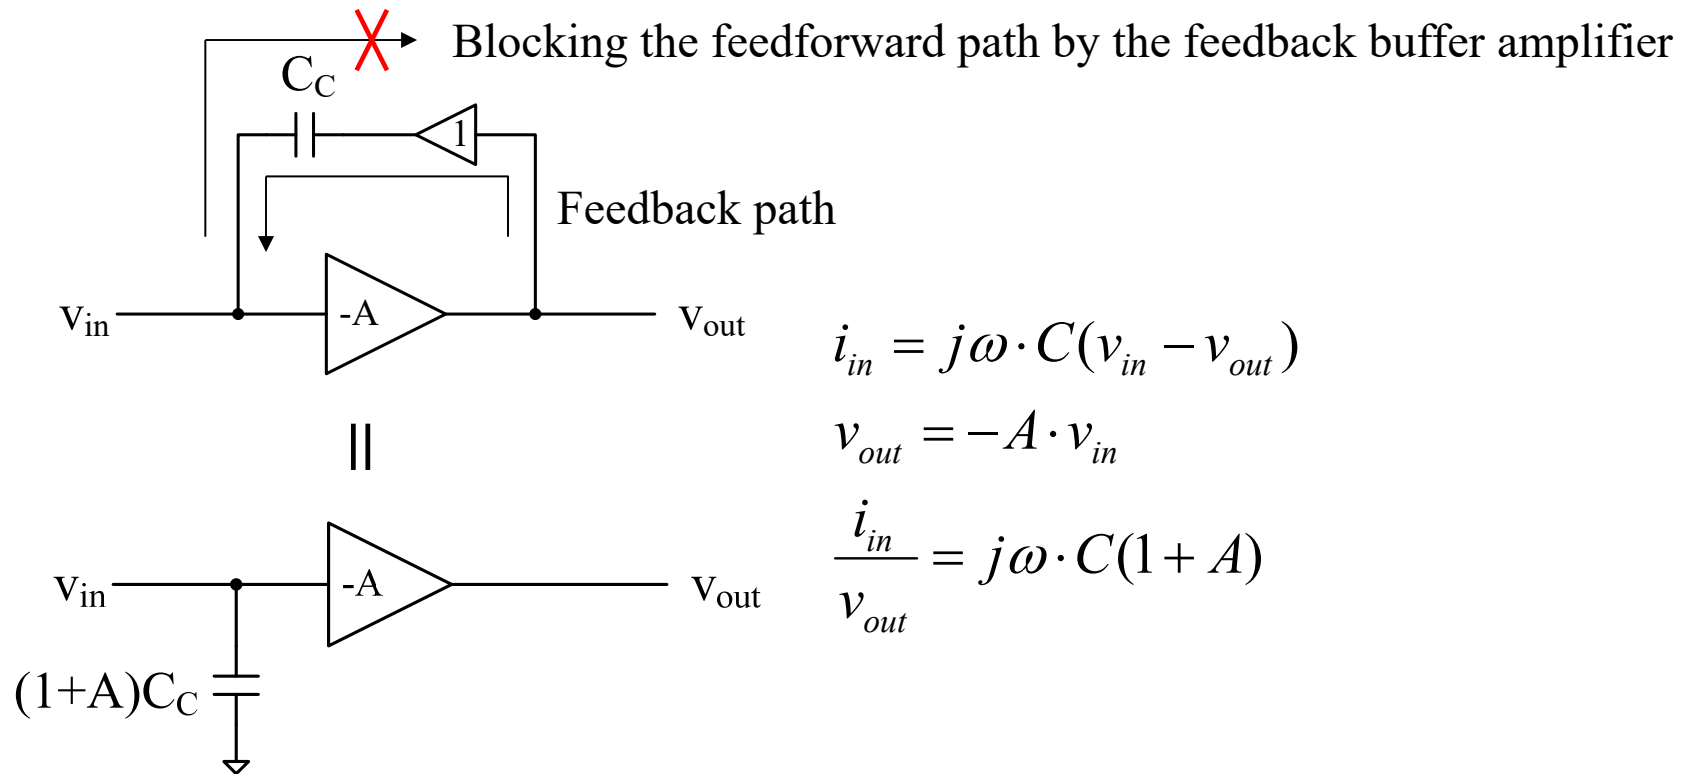 Blocking the feedforward path by the feedback buffer amplifier
C_C
1
Feedback path
v_in
-A
v_out
i_in = jω·C(v_in − v_out)
v_out = −A·v_in
i_in/v_out = jω·C(1+A)
v_in
-A
v_out
(1+A)C_C